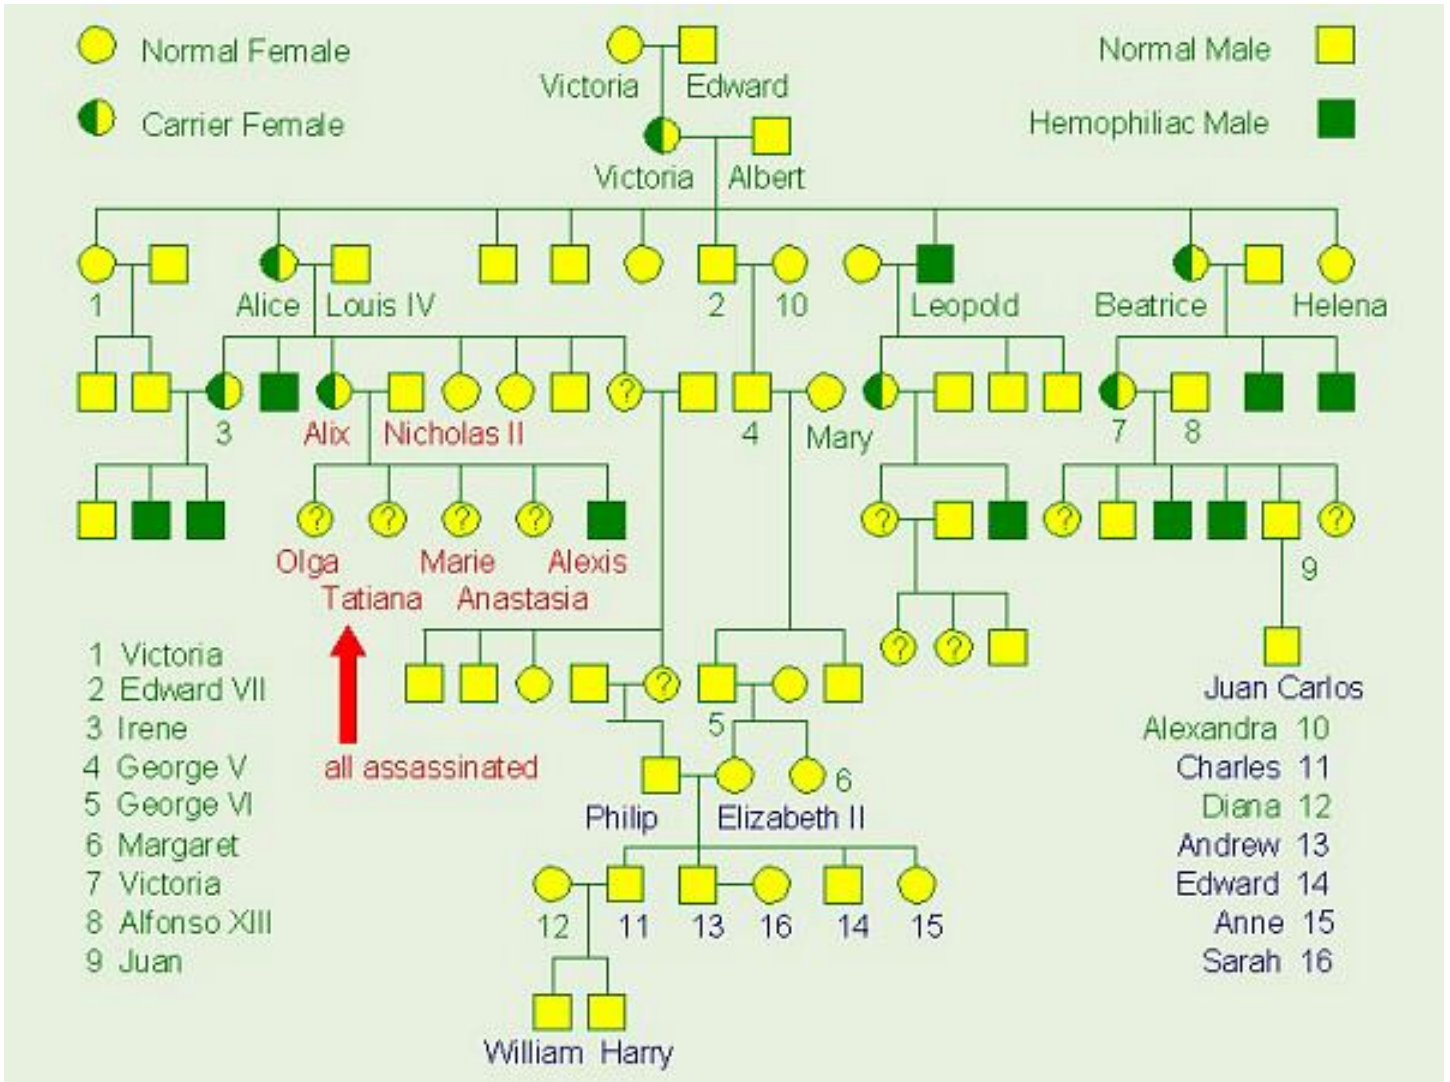 Normal Female
Normal Male
Carrier Female
Hemophiliac Male
Victoria Edward
Victoria Albert
1 Alice Louis IV 2 10 Leopold Beatrice Helena
?
3 Alix Nicholas II 4 Mary 7 8
? ? ? ? ? ? ?
Olga Marie Alexis 9
Tatiana Anastasia
? ?
?
5
all assassinated
6
Philip Elizabeth II
12 11 13 16 14 15
William Harry
1 Victoria
2 Edward VII
3 Irene
4 George V
5 George VI
6 Margaret
7 Victoria
8 Alfonso XIII
9 Juan
Juan Carlos
Alexandra 10
Charles 11
Diana 12
Andrew 13
Edward 14
Anne 15
Sarah 16